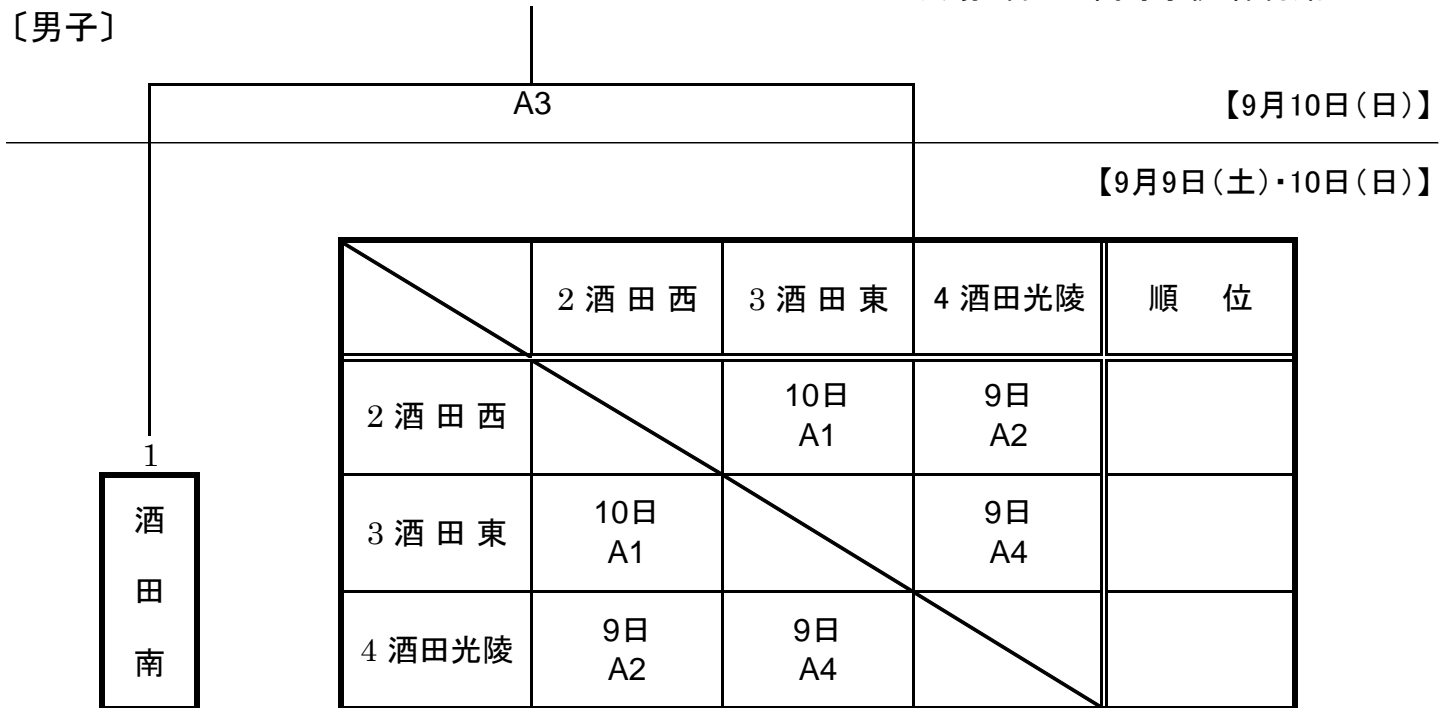 〔男子〕
A3
【9月10日(日)】
【9月9日(土)・10日(日)】
2 酒 田 西
3 酒 田 東
4 酒田光陵
順 位
2 酒 田 西
10日
A1
9日
A2
3 酒 田 東
10日
A1
9日
A4
4 酒田光陵
9日
A2
9日
A4
1
酒田南